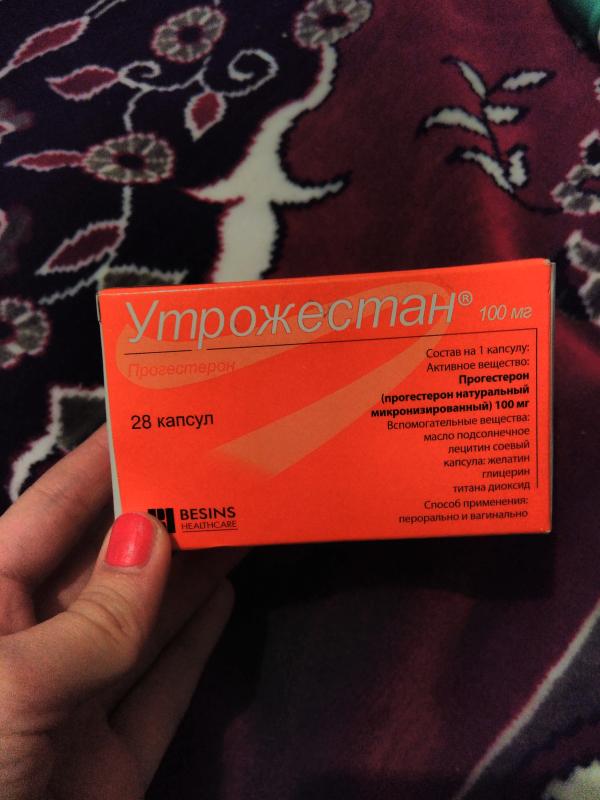 Утрожестан® 100 мг
Прогестерон
28 капсул
Состав на 1 капсулу:
Активное вещество:
Прогестерон
(прогестерон натуральный
микронизированный) 100 мг
Вспомогательные вещества:
масло подсолнечное
лецитин соевый
капсула: желатин
глицерин
титана диоксид
Способ применения:
перорально и вагинально
BESINS
HEALTHCARE